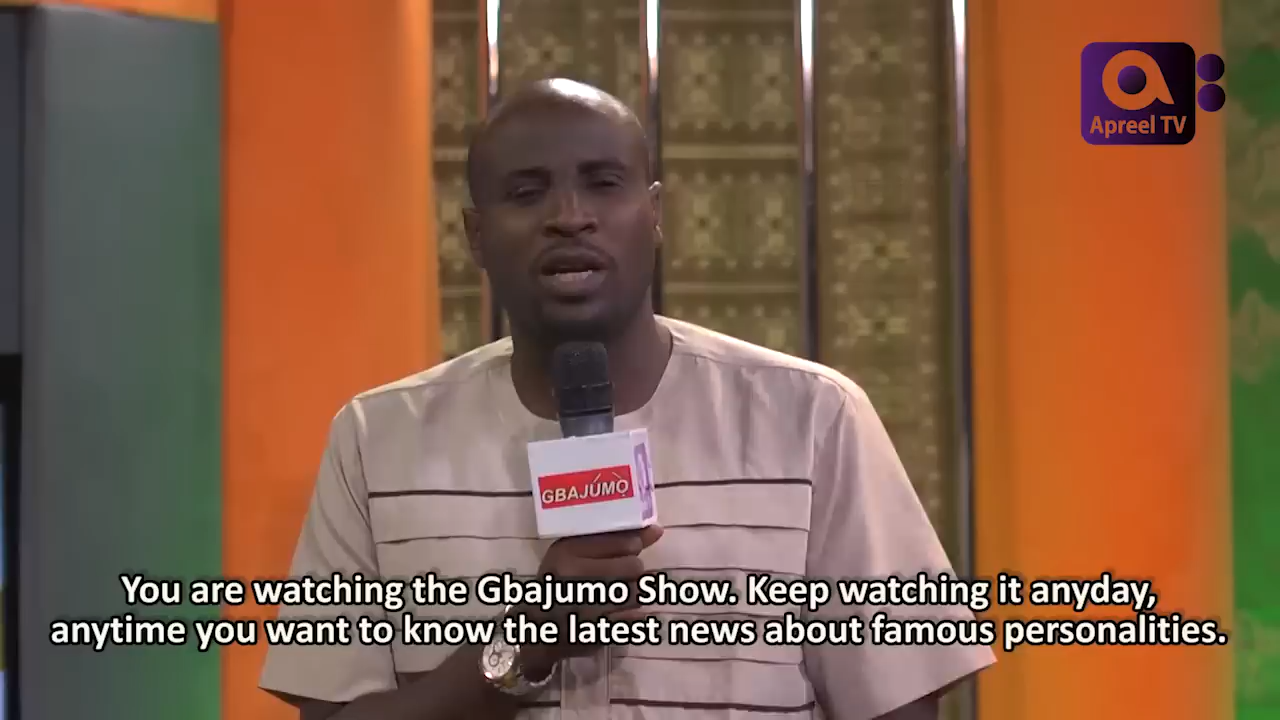 Apreel TV
GBAJÚMỌ̀
You are watching the Gbajumo Show. Keep watching it anyday,
anytime you want to know the latest news about famous personalities.